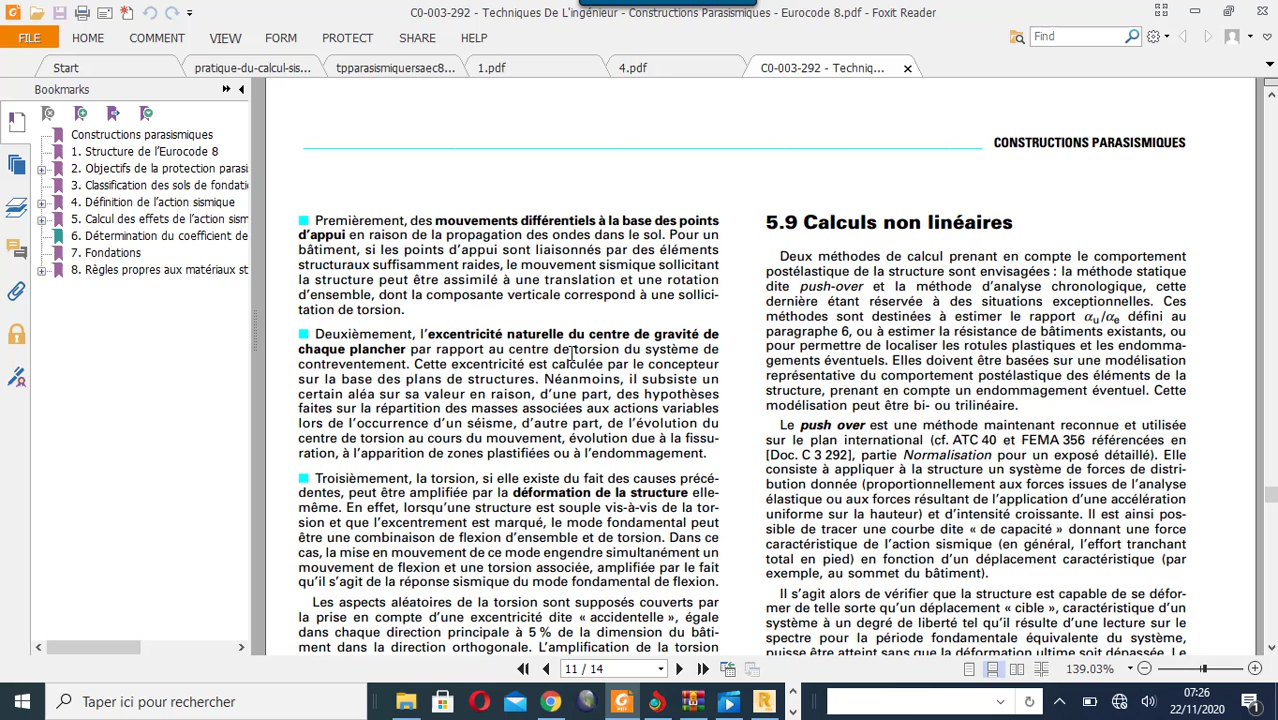 C0-003-292 - Techniques De L'ingénieur - Constructions Parasismiques - Eurocode 8.pdf - Foxit Reader
FILE HOME COMMENT VIEW FORM PROTECT SHARE HELP
Find
Start pratique-du-calcul-sis... tpparasismiquersaec8... 1.pdf 4.pdf C0-003-292 - Techniq...
Bookmarks
Constructions parasismiques
1. Structure de l'Eurocode 8
2. Objectifs de la protection parasi
3. Classification des sols de fondatio
4. Définition de l'action sismique
5. Calcul des effets de l'action sism
6. Détermination du coefficient de
7. Fondations
8. Règles propres aux matériaux st
CONSTRUCTIONS PARASISMIQUES
Premièrement, des mouvements différentiels à la base des points
d'appui en raison de la propagation des ondes dans le sol. Pour un
bâtiment, si les points d'appui sont liaisonnés par des éléments
structuraux suffisamment raides, le mouvement sismique sollicitant
la structure peut être assimilé à une translation et une rotation
d'ensemble, dont la composante verticale correspond à une sollici-
tation de torsion.
Deuxièmement, l'excentricité naturelle du centre de gravité de
chaque plancher par rapport au centre de torsion du système de
contreventement. Cette excentricité est calculée par le concepteur
sur la base des plans de structures. Néanmoins, il subsiste un
certain aléa sur sa valeur en raison, d'une part, des hypothèses
faites sur la répartition des masses associées aux actions variables
lors de l'occurrence d'un séisme, d'autre part, de l'évolution du
centre de torsion au cours du mouvement, évolution due à la fissu-
ration, à l'apparition de zones plastifiées ou à l'endommagement.
Troisièmement, la torsion, si elle existe du fait des causes précé-
dentes, peut être amplifiée par la déformation de la structure elle-
même. En effet, lorsqu'une structure est souple vis-à-vis de la tor-
sion et que l'excentrement est marqué, le mode fondamental peut
être une combinaison de flexion d'ensemble et de torsion. Dans ce
cas, la mise en mouvement de ce mode engendre simultanément un
mouvement de flexion et une torsion associée, amplifiée par le fait
qu'il s'agit de la réponse sismique du mode fondamental de flexion.
Les aspects aléatoires de la torsion sont supposés couverts par
la prise en compte d'une excentricité dite « accidentelle », égale
dans chaque direction principale à 5 % de la dimension du bâti-
ment dans la direction orthogonale. L'amplification de la torsion
5.9 Calculs non linéaires
Deux méthodes de calcul prenant en compte le comportement
postélastique de la structure sont envisagées : la méthode statique
dite push-over et la méthode d'analyse chronologique, cette
dernière étant réservée à des situations exceptionnelles. Ces
méthodes sont destinées à estimer le rapport αu/αe défini au
paragraphe 6, ou à estimer la résistance de bâtiments existants, ou
pour permettre de localiser les rotules plastiques et les endomma-
gements éventuels. Elles doivent être basées sur une modélisation
représentative du comportement postélastique des éléments de la
structure, prenant en compte un endommagement éventuel. Cette
modélisation peut être bi- ou trilinéaire.
Le push over est une méthode maintenant reconnue et utilisée
sur le plan international (cf. ATC 40 et FEMA 356 référencées en
[Doc. C 3 292], partie Normalisation pour un exposé détaillé). Elle
consiste à appliquer à la structure un système de forces de distri-
bution donnée (proportionnellement aux forces issues de l'analyse
élastique ou aux forces résultant de l'application d'une accélération
uniforme sur la hauteur) et d'intensité croissante. Il est ainsi pos-
sible de tracer une courbe dite « de capacité » donnant une force
caractéristique de l'action sismique (en général, l'effort tranchant
total en pied) en fonction d'un déplacement caractéristique (par
exemple, au sommet du bâtiment).
Il s'agit alors de vérifier que la structure est capable de se défor-
mer de telle sorte qu'un déplacement « cible », caractéristique d'un
système à un degré de liberté tel qu'il résulte d'une lecture sur le
spectre pour la période fondamentale équivalente du système,
puisse être atteint sans que la déformation ultime soit dépassée. Le
11 / 14
139.03%
Taper ici pour rechercher
07:26
22/11/2020
1